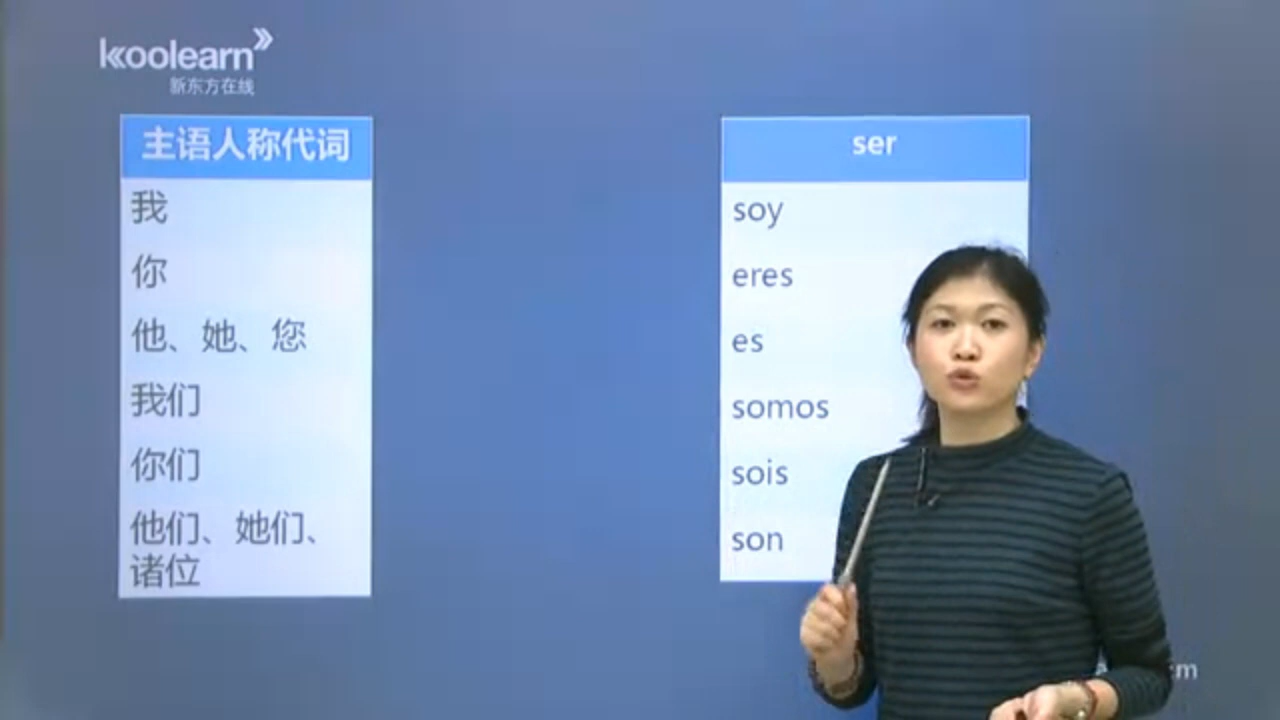 koolearn
新东方在线
主语人称代词
我
你
他、她、您
我们
你们
他们、她们、
诸位
ser
soy
eres
es
somos
sois
son